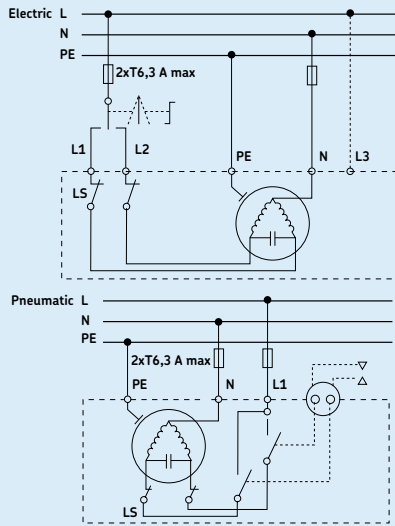 Electric L
N
PE
2xT6,3 A max
L1 L2 PE N L3
LS
Pneumatic L
N
PE
2xT6,3 A max
PE N L1
LS